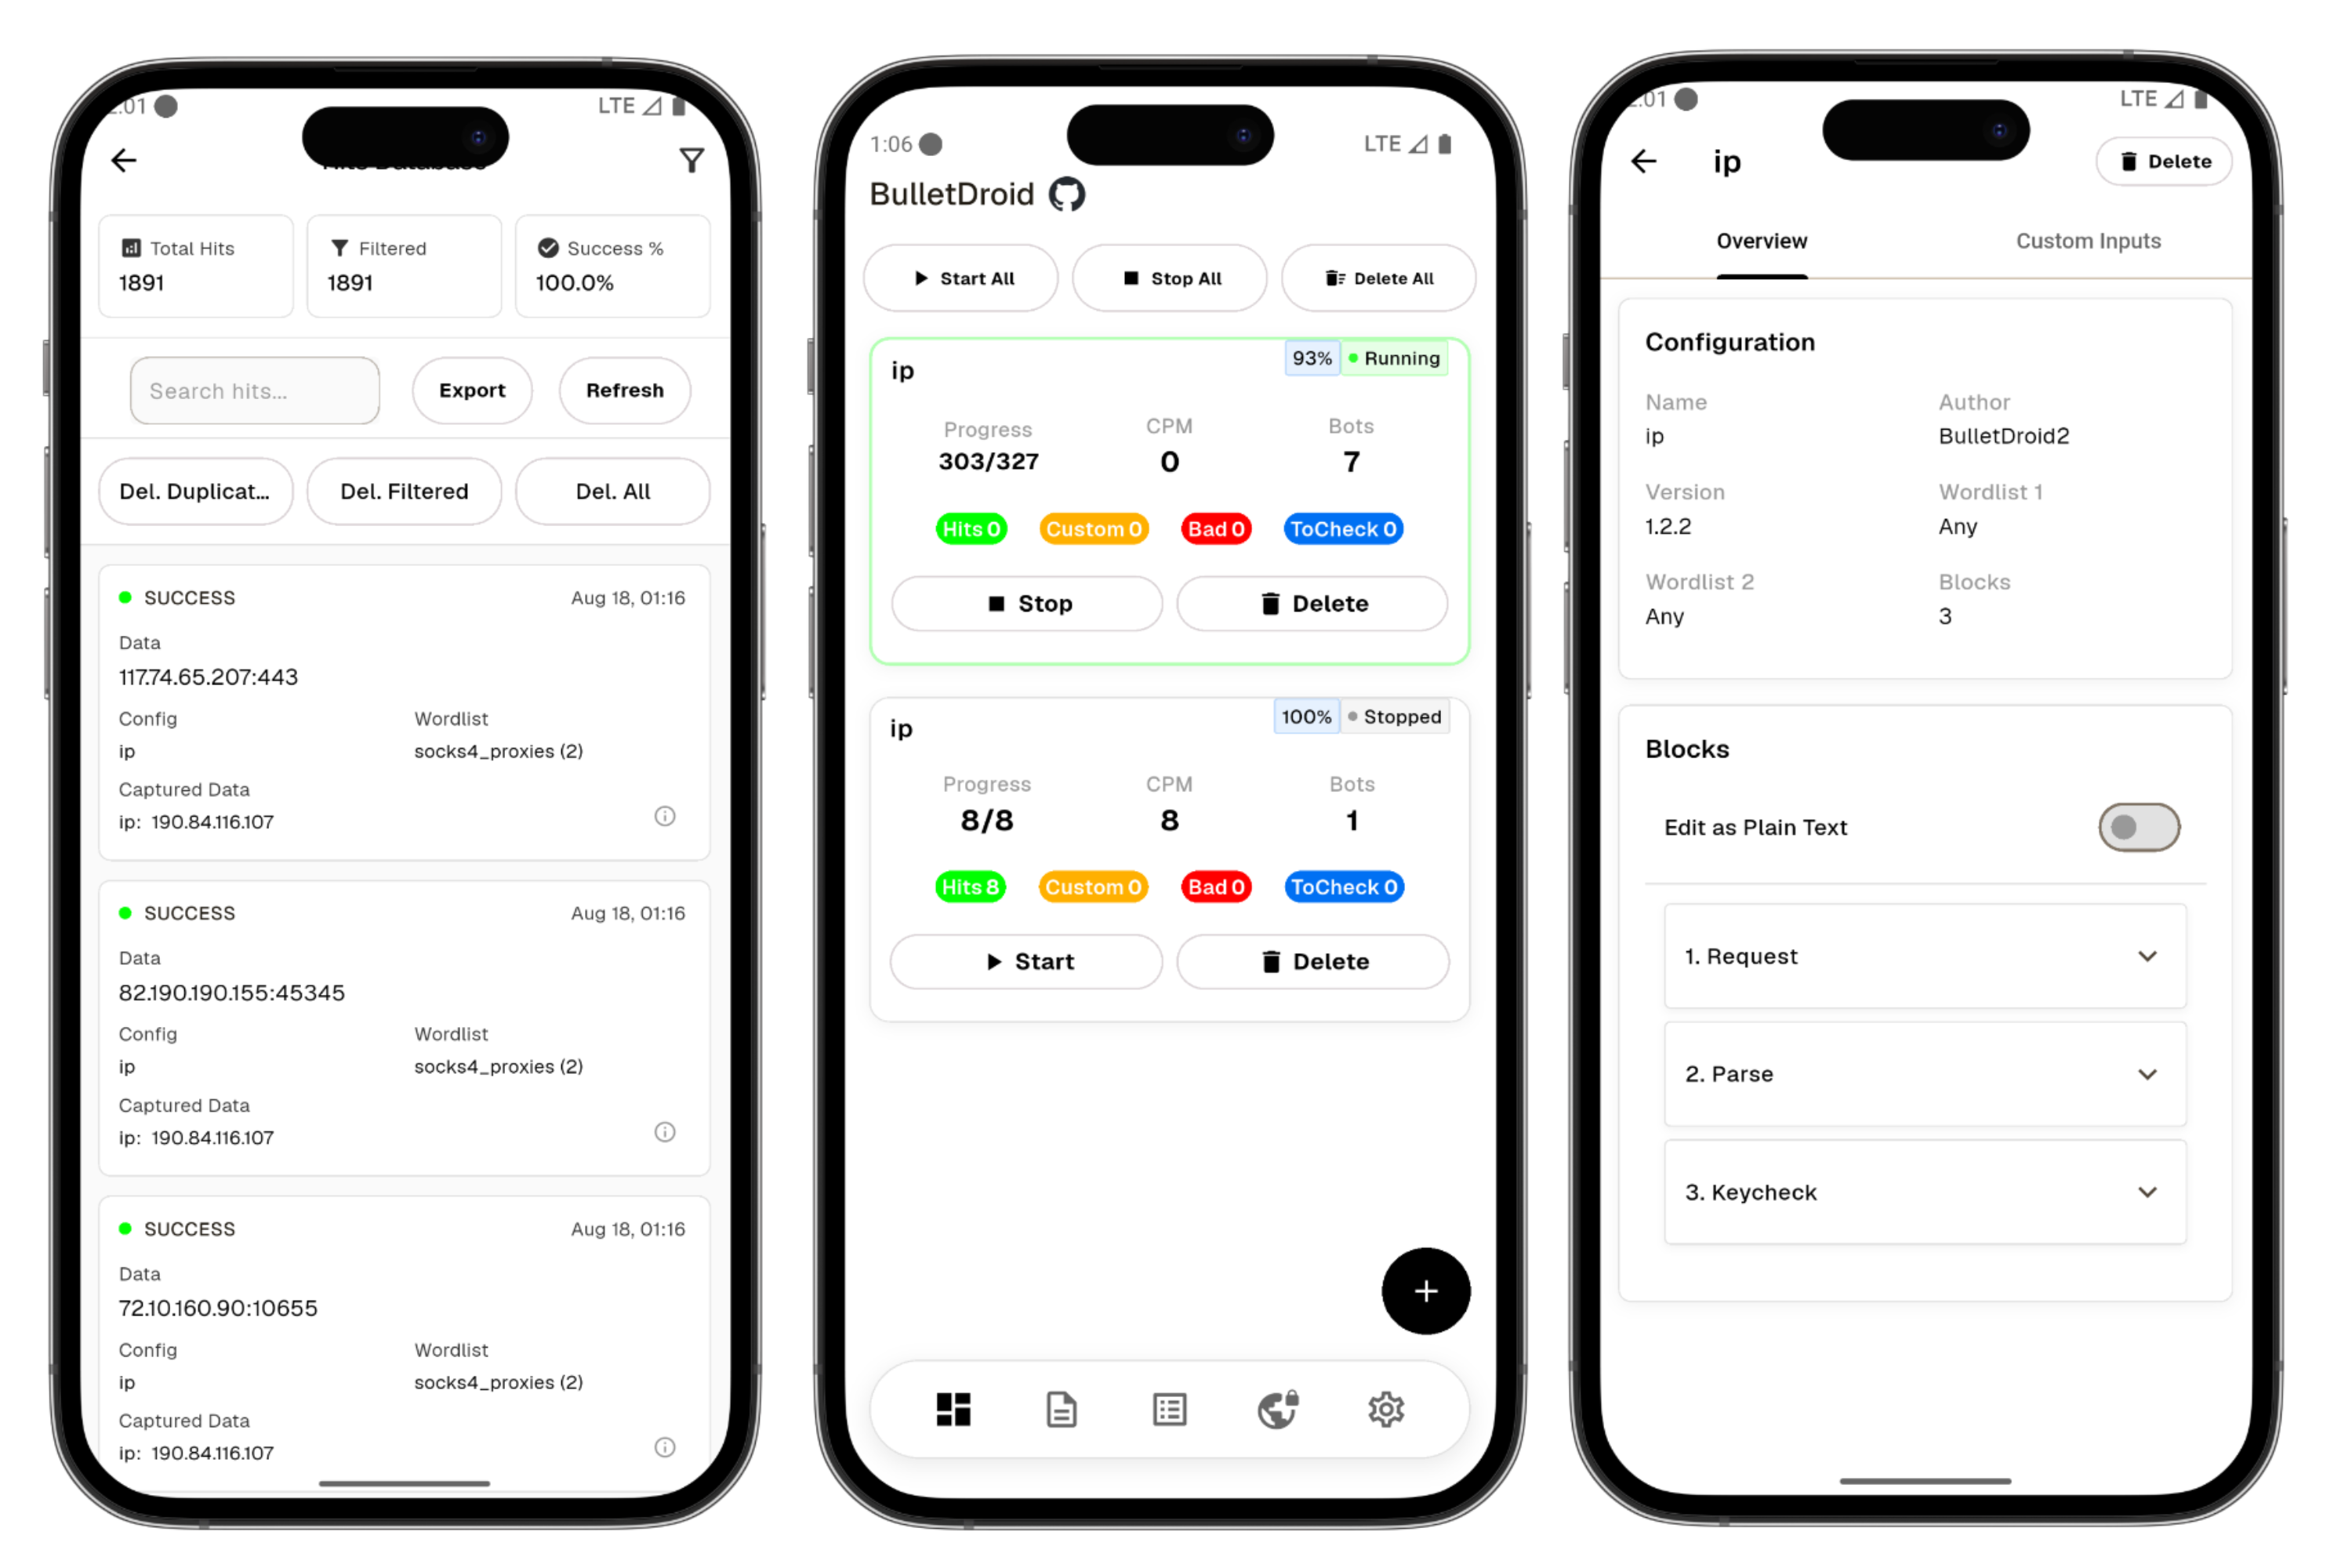 LTE
Total Hits
1891
Filtered
1891
Success %
100.0%
Search hits...
Export
Refresh
Del. Duplicat...
Del. Filtered
Del. All
SUCCESS
Aug 18, 01:16
Data
117.74.65.207:443
Config
Wordlist
ip
socks4_proxies (2)
Captured Data
ip: 190.84.116.107
SUCCESS
Aug 18, 01:16
Data
82.190.190.155:45345
Config
Wordlist
ip
socks4_proxies (2)
Captured Data
ip: 190.84.116.107
SUCCESS
Aug 18, 01:16
Data
72.10.160.90:10655
Config
Wordlist
ip
socks4_proxies (2)
Captured Data
ip: 190.84.116.107
1:06
LTE
BulletDroid
Start All
Stop All
Delete All
ip
93%
Running
Progress
CPM
Bots
303/327
0
7
Hits 0
Custom 0
Bad 0
ToCheck 0
Stop
Delete
ip
100%
Stopped
Progress
CPM
Bots
8/8
8
1
Hits 8
Custom 0
Bad 0
ToCheck 0
Start
Delete
LTE
ip
Delete
Overview
Custom Inputs
Configuration
Name
Author
ip
BulletDroid2
Version
Wordlist 1
1.2.2
Any
Wordlist 2
Blocks
Any
3
Blocks
Edit as Plain Text
1. Request
2. Parse
3. Keycheck